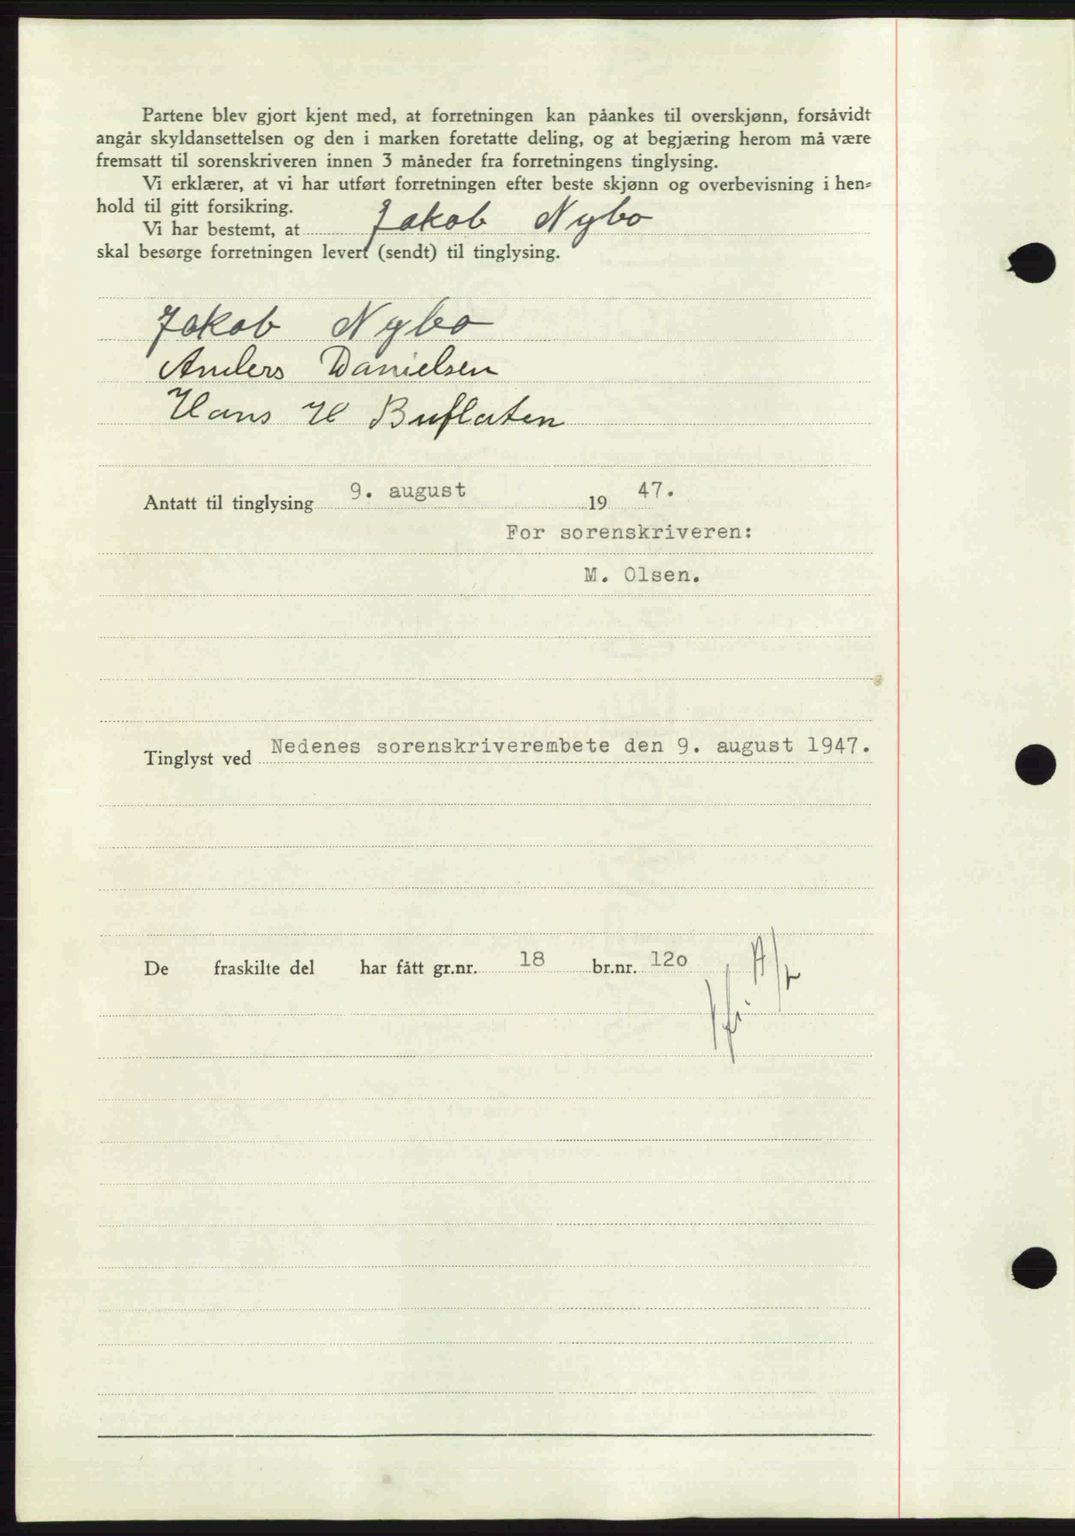 Partene blev gjort kjent med, at forretningen kan påankes til overskjønn, forsåvidt
angår skyldansettelsen og den i marken foretatte deling, og at begjæring herom må være
fremsatt til sorenskriveren innen 3 måneder fra forretningens tinglysing.
Vi erklærer, at vi har utført forretningen efter beste skjønn og overbevisning i hen=
hold til gitt forsikring.
Vi har bestemt, at Jakob Nybo
skal besørge forretningen levert (sendt) til tinglysing.
Jakob Nybo
Anders Danielsen
Hans H Buflaten
Antatt til tinglysing 9. august 19 47.
For sorenskriveren:
M. Olsen.
Tinglyst ved Nedenes sorenskriverembete den 9. august 1947.
De fraskilte del har fått gr.nr. 18 br.nr. 120